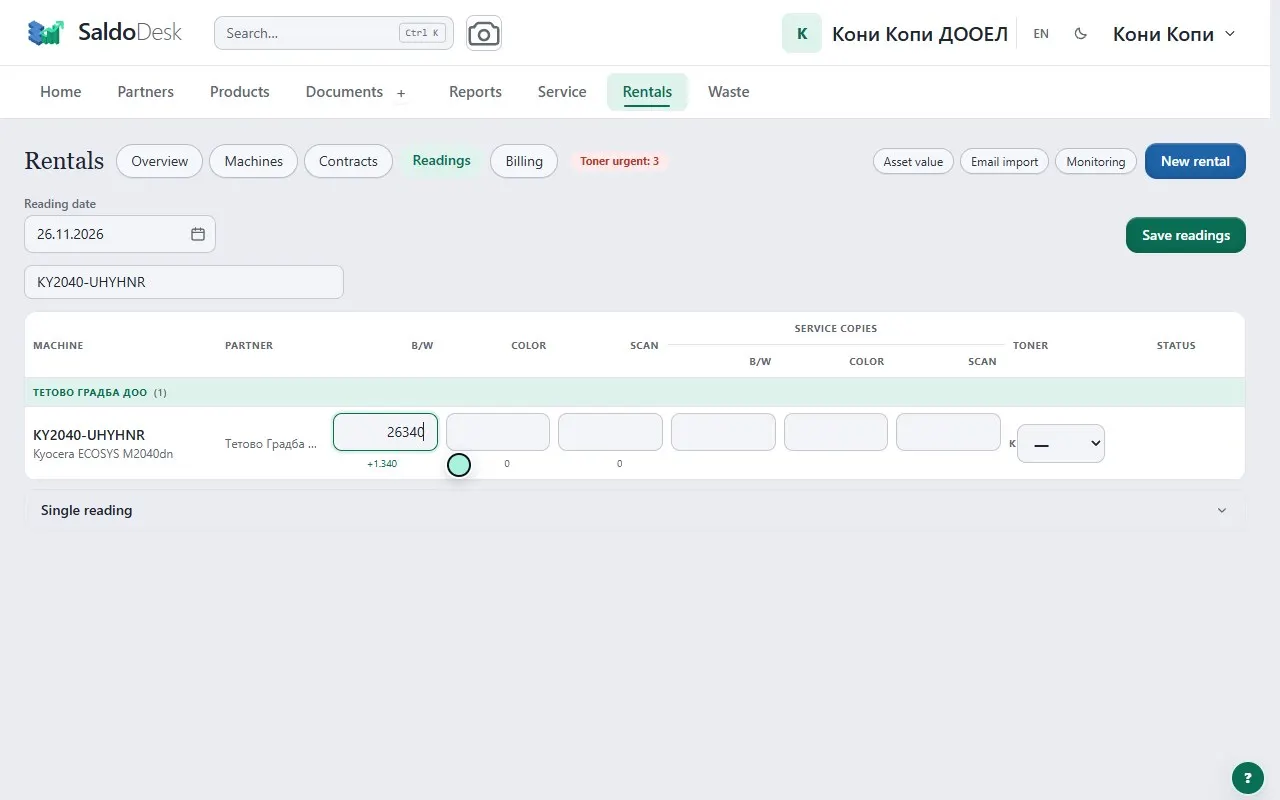 SaldoDesk
Search... Ctrl K
К Кони Копи ДООЕЛ EN Кони Копи
Home Partners Products Documents + Reports Service Rentals Waste
Rentals Overview Machines Contracts Readings Billing Toner urgent: 3 Asset value Email import Monitoring New rental
Reading date
26.11.2026
Save readings
KY2040-UHYHNR
SERVICE COPIES
MACHINE PARTNER B/W COLOR SCAN TONER STATUS
B/W COLOR SCAN
ТЕТОВО ГРАДБА ДОО (1)
KY2040-UHYHNR
Kyocera ECOSYS M2040dn
Тетово Градба ...
26340
+1.340 0 0
K —
Single reading
?